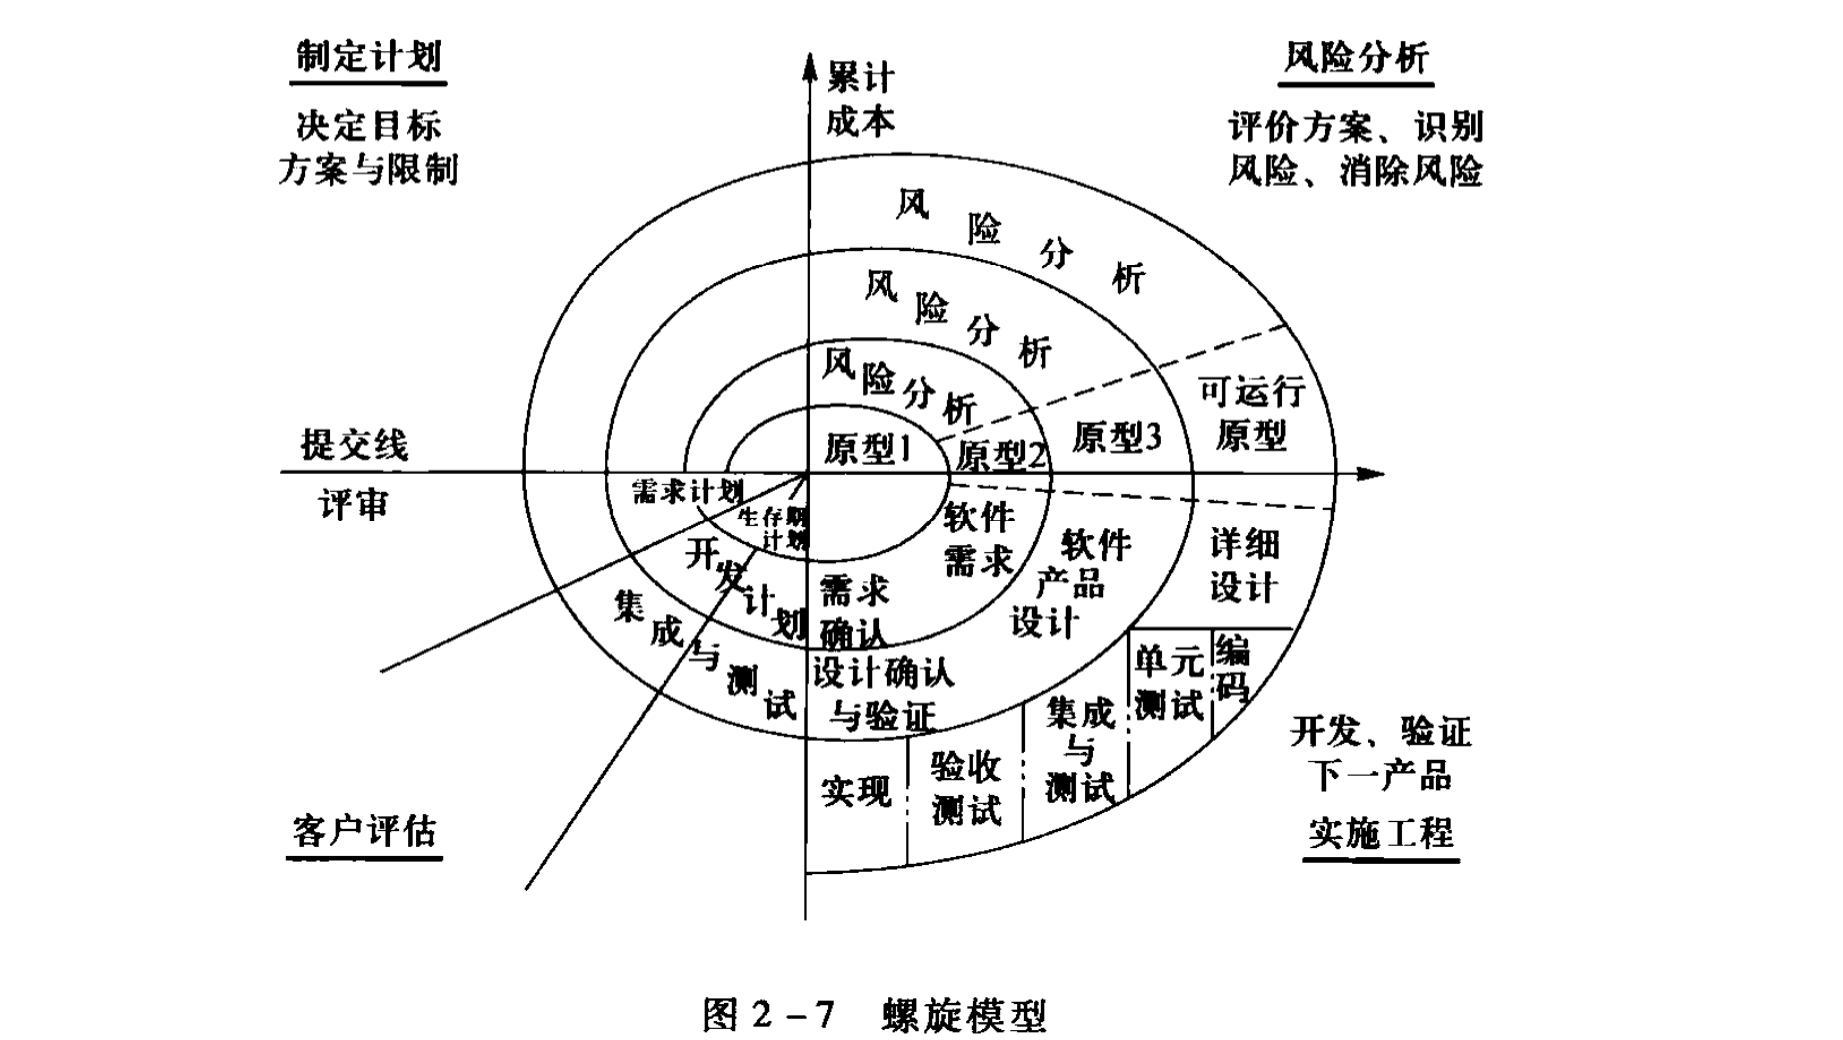 制定计划
决定目标
方案与限制
累计
成本
风险分析
评价方案、识别
风险、消除风险
风险分析
风险分析
风险分析
可运行
原型
原型3
原型2
原型1
提交线
评审
需求计划
生存期
计划
软件
需求
软件
产品
设计
详细
设计
开发计划
需求
确认
集成与测试
设计确认
与验证
单元
测试
编
码
集成
与
测试
验收
测试
实现
开发、验证
下一产品
实施工程
客户评估
图2-7 螺旋模型